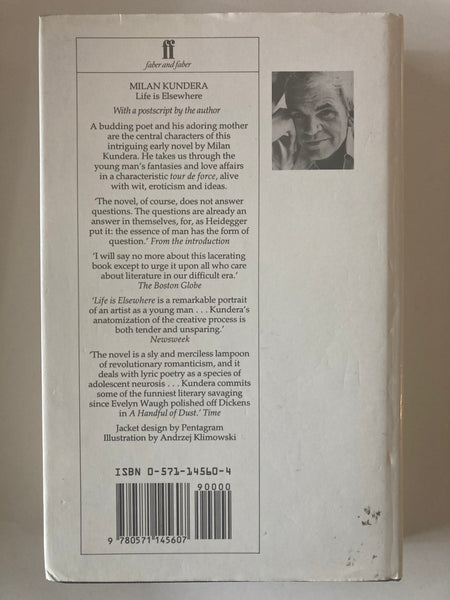 ff
faber and faber
MILAN KUNDERA
Life is Elsewhere
With a postscript by the author
A budding poet and his adoring mother
are the central characters of this
intriguing early novel by Milan
Kundera. He takes us through the
young man's fantasies and love affairs
in a characteristic tour de force, alive
with wit, eroticism and ideas.
'The novel, of course, does not answer
questions. The questions are already an
answer in themselves, for, as Heidegger
put it: the essence of man has the form of
question.' From the introduction
'I will say no more about this lacerating
book except to urge it upon all who care
about literature in our difficult era.'
The Boston Globe
'Life is Elsewhere is a remarkable portrait
of an artist as a young man . . . Kundera's
anatomization of the creative process is
both tender and unsparing.'
Newsweek
'The novel is a sly and merciless lampoon
of revolutionary romanticism, and it
deals with lyric poetry as a species of
adolescent neurosis . . . Kundera commits
some of the funniest literary savaging
since Evelyn Waugh polished off Dickens
in A Handful of Dust.' Time
Jacket design by Pentagram
Illustration by Andrzej Klimowski
ISBN 0-571-14560-4
90000
9 780571 145607